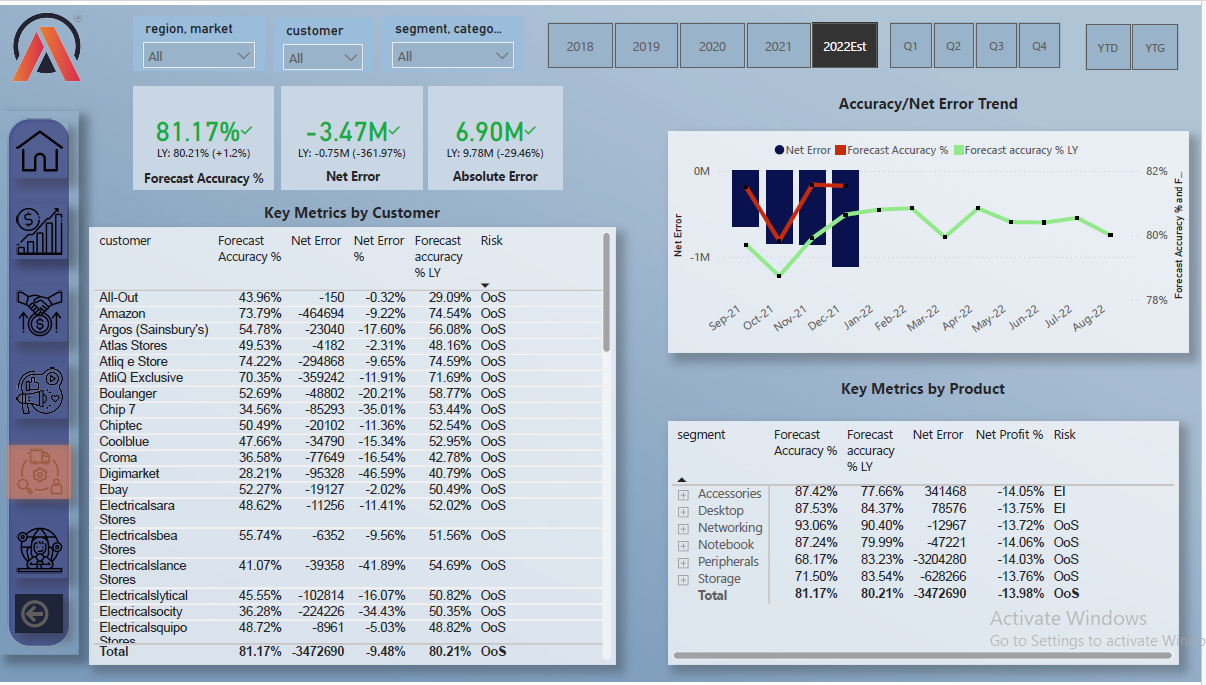 region, market
All
customer
All
segment, catego...
All
2018 2019 2020 2021 2022Est
Q1 Q2 Q3 Q4
YTD YTG
81.17%
LY: 80.21% (+1.2%)
Forecast Accuracy %
-3.47M
LY: -0.75M (-361.97%)
Net Error
6.90M
LY: 9.78M (-29.46%)
Absolute Error
Key Metrics by Customer
customer Forecast Accuracy % Net Error Net Error % Forecast accuracy % LY Risk
All-Out 43.96% -150 -0.32% 29.09% OoS
Amazon 73.79% -464694 -9.22% 74.54% OoS
Argos (Sainsbury's) 54.78% -23040 -17.60% 56.08% OoS
Atlas Stores 49.53% -4182 -2.31% 48.16% OoS
Atliq e Store 74.22% -294868 -9.65% 74.59% OoS
AtliQ Exclusive 70.35% -359242 -11.91% 71.69% OoS
Boulanger 52.69% -48802 -20.21% 58.77% OoS
Chip 7 34.56% -85293 -35.01% 53.44% OoS
Chiptec 50.49% -20102 -11.36% 52.54% OoS
Coolblue 47.66% -34790 -15.34% 52.95% OoS
Croma 36.58% -77649 -16.54% 42.78% OoS
Digimarket 28.21% -95328 -46.59% 40.79% OoS
Ebay 52.27% -19127 -2.02% 50.49% OoS
Electricalsara Stores 48.62% -11256 -11.41% 52.02% OoS
Electricalsbea Stores 55.74% -6352 -9.56% 51.56% OoS
Electricalslance Stores 41.07% -39358 -41.89% 54.69% OoS
Electricalslytical 45.55% -102814 -16.07% 50.82% OoS
Electricalsocity 36.28% -224226 -34.43% 50.35% OoS
Electricalsquipo Stores 48.72% -8961 -5.03% 48.82% OoS
Total 81.17% -3472690 -9.48% 80.21% OoS
Accuracy/Net Error Trend
Net Error Forecast Accuracy % Forecast accuracy % LY
Net Error
0M
-1M
82%
80%
78%
Forecast Accuracy % and F...
Sep-21 Oct-21 Nov-21 Dec-21 Jan-22 Feb-22 Mar-22 Apr-22 May-22 Jun-22 Jul-22 Aug-22
Key Metrics by Product
segment Forecast Accuracy % Forecast accuracy % LY Net Error Net Profit % Risk
Accessories 87.42% 77.66% 341468 -14.05% EI
Desktop 87.53% 84.37% 78576 -13.75% EI
Networking 93.06% 90.40% -12967 -13.72% OoS
Notebook 87.24% 79.99% -47221 -14.06% OoS
Peripherals 68.17% 83.23% -3204280 -14.03% OoS
Storage 71.50% 83.54% -628266 -13.76% OoS
Total 81.17% 80.21% -3472690 -13.98% OoS
Activate Windows
Go to Settings to activate Windo